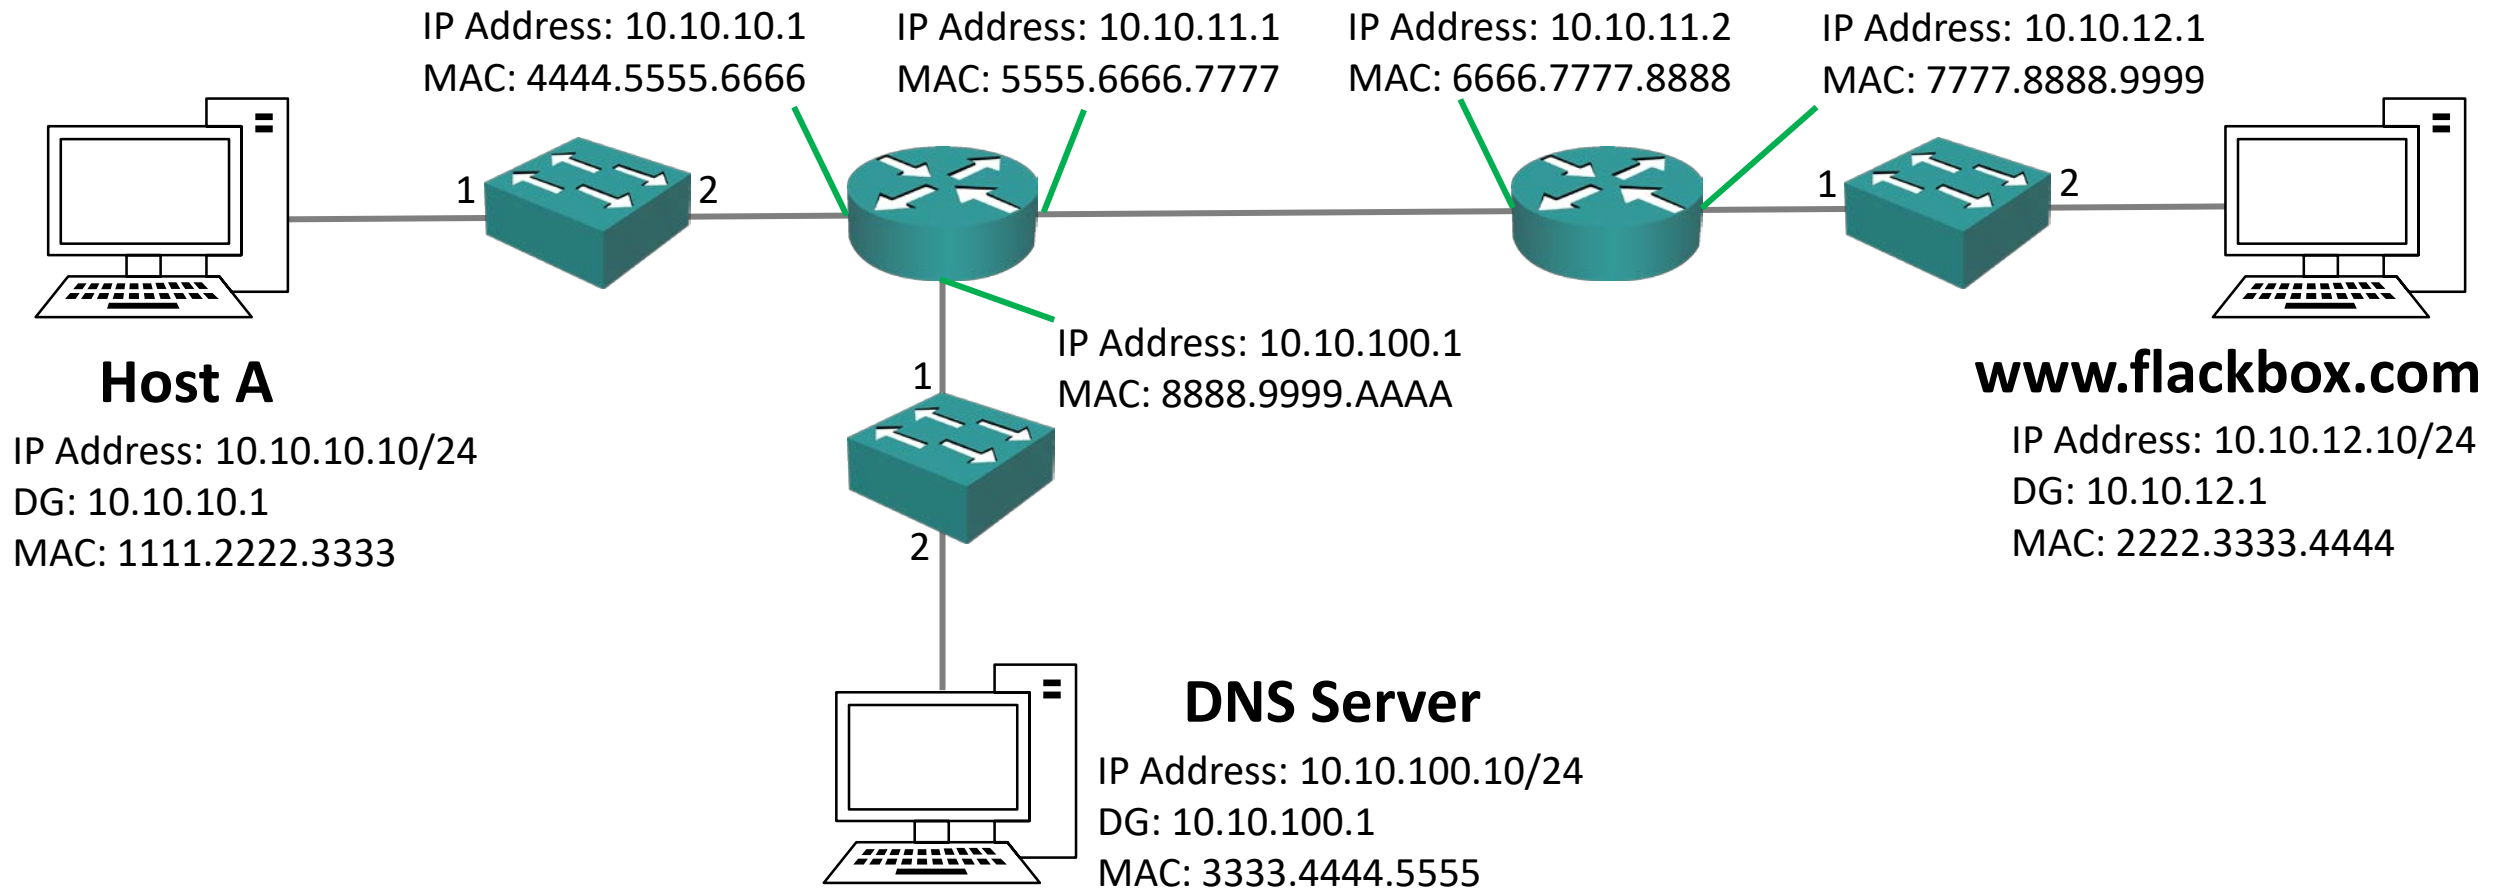 IP Address: 10.10.10.1
MAC: 4444.5555.6666
IP Address: 10.10.11.1
MAC: 5555.6666.7777
IP Address: 10.10.11.2
MAC: 6666.7777.8888
IP Address: 10.10.12.1
MAC: 7777.8888.9999
1
2
1
2
IP Address: 10.10.100.1
MAC: 8888.9999.AAAA
1
2
Host A
IP Address: 10.10.10.10/24
DG: 10.10.10.1
MAC: 1111.2222.3333
www.flackbox.com
IP Address: 10.10.12.10/24
DG: 10.10.12.1
MAC: 2222.3333.4444
DNS Server
IP Address: 10.10.100.10/24
DG: 10.10.100.1
MAC: 3333.4444.5555